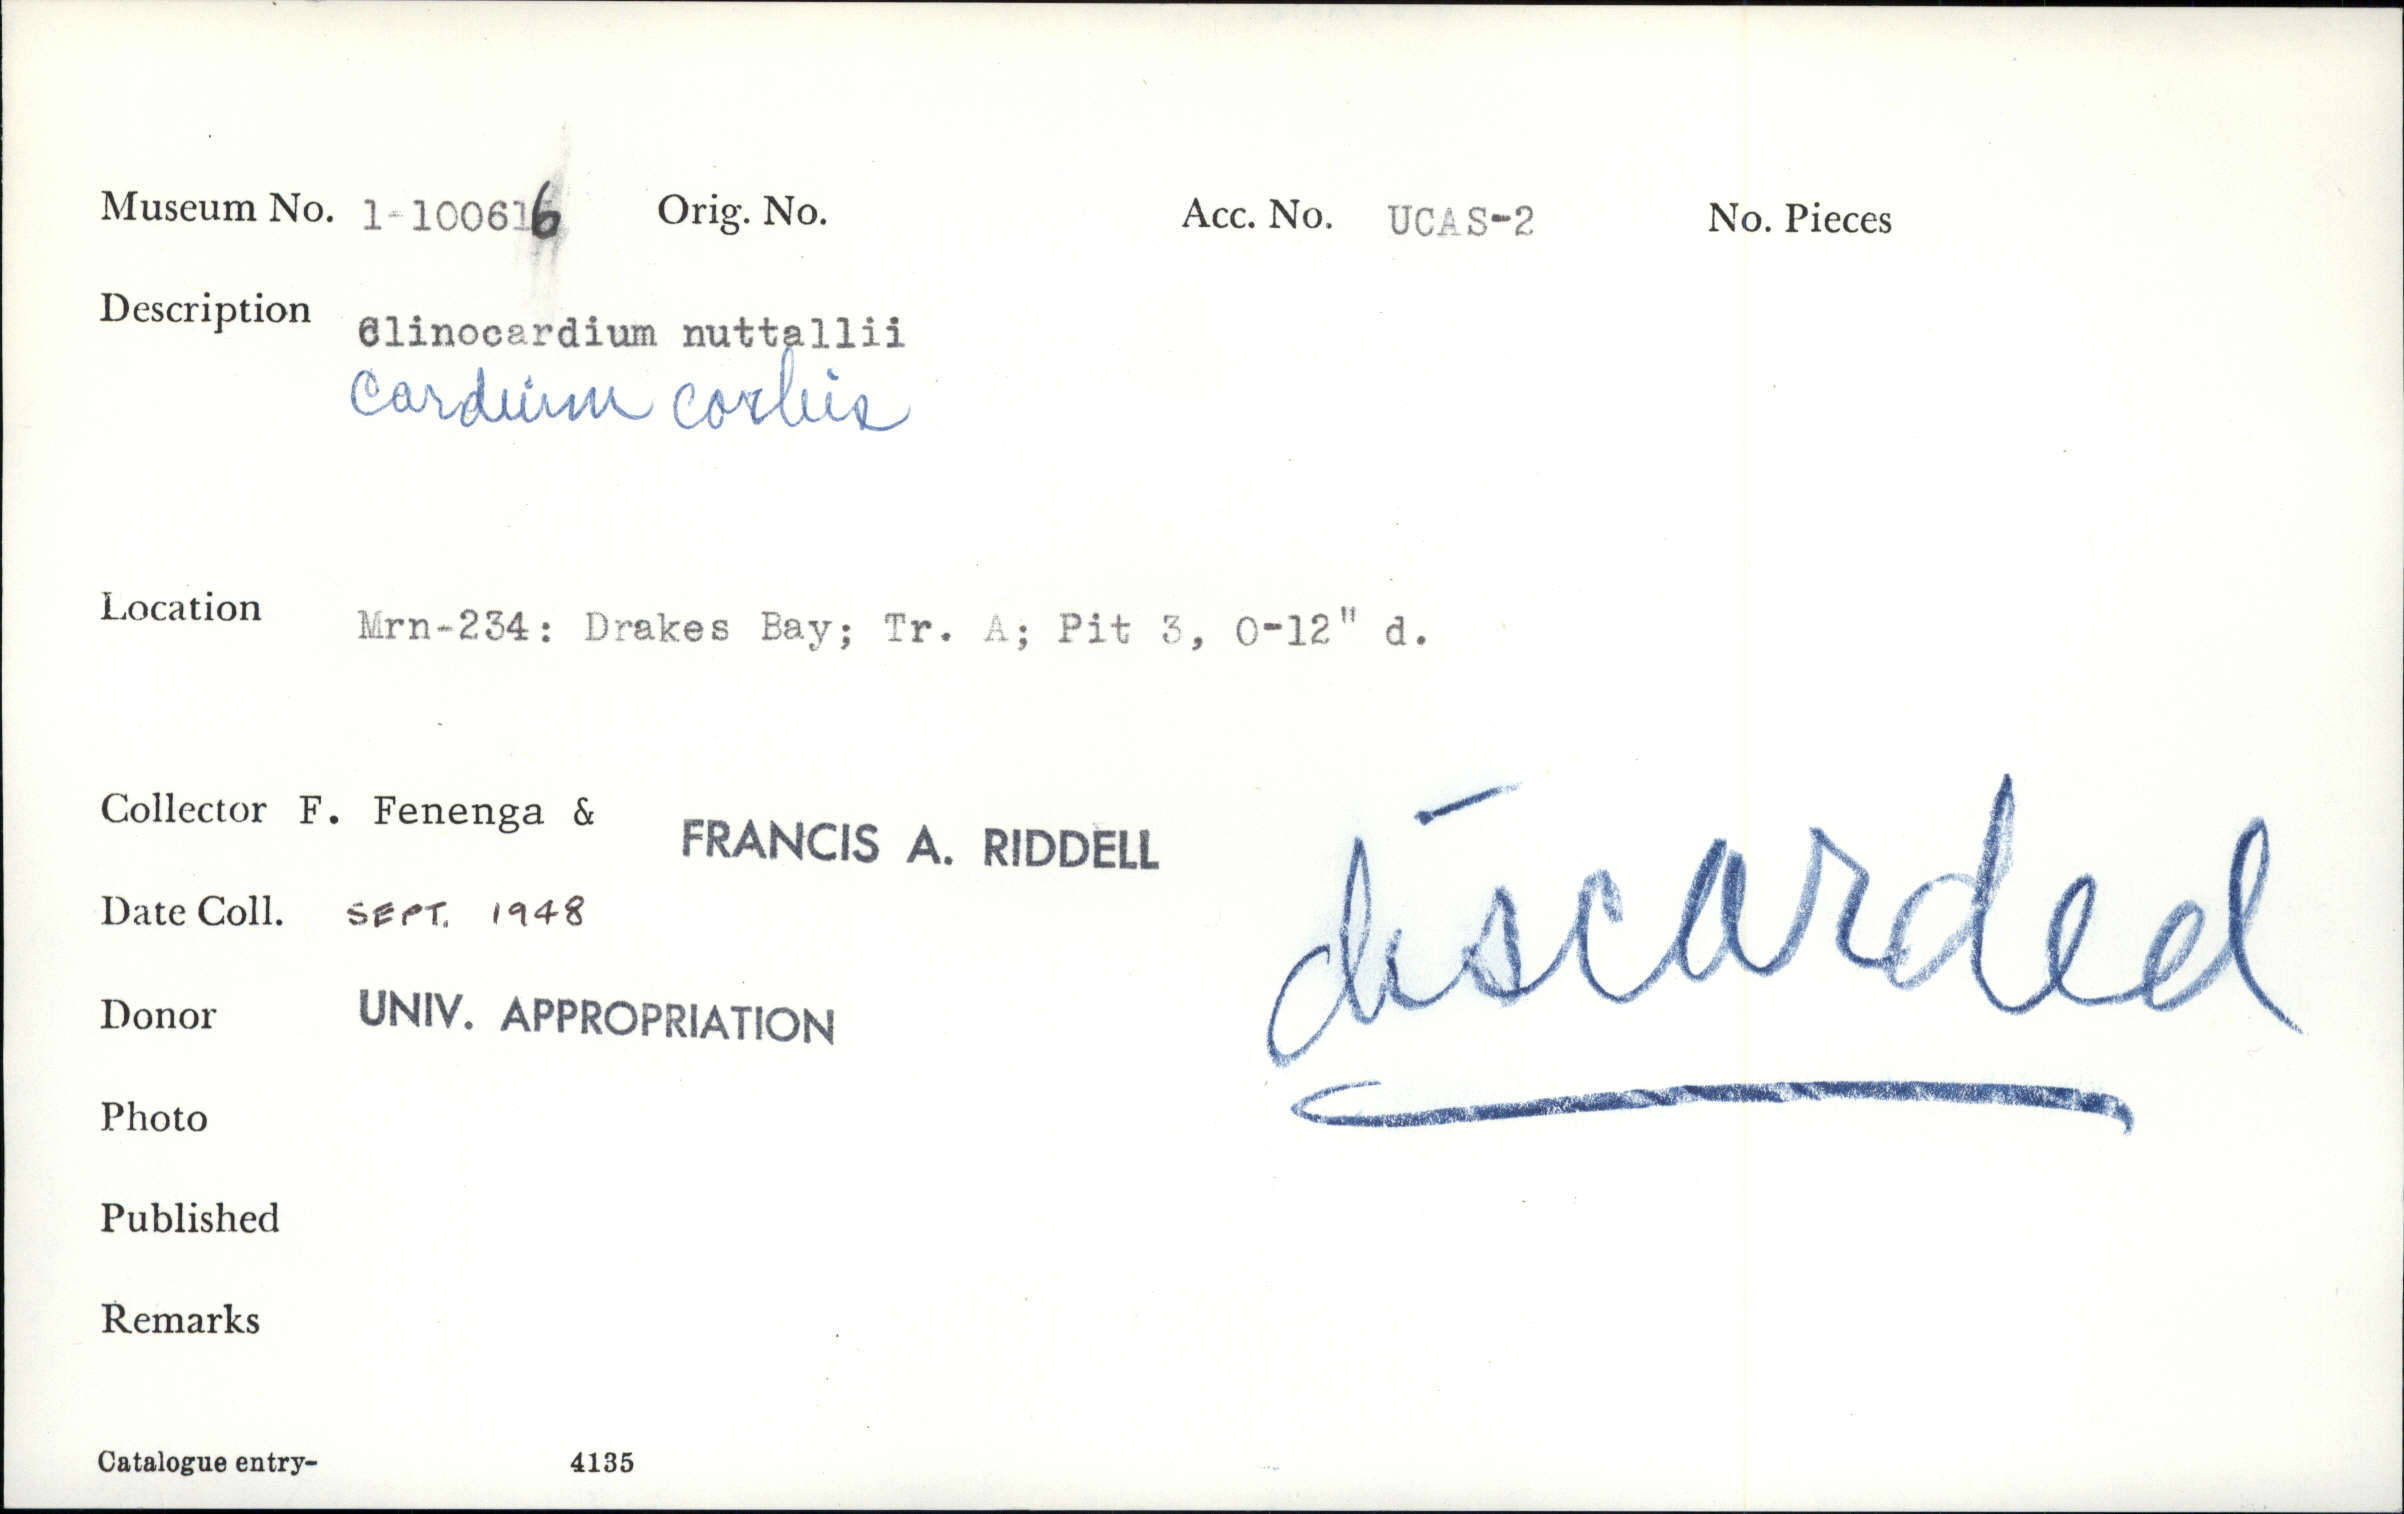 Museum No. 1-100616 Orig. No. Acc. No. UCAS-2 No. Pieces
Description Clinocardium nuttallii
Cardium corbis
Location Mrn-234: Drakes Bay; Tr. A; Pit 3, 0-12" d.
Collector F. Fenenga & FRANCIS A. RIDDELL
discarded
Date Coll. SEPT. 1948
Donor UNIV. APPROPRIATION
Photo
Published
Remarks
Catalogue entry- 4135